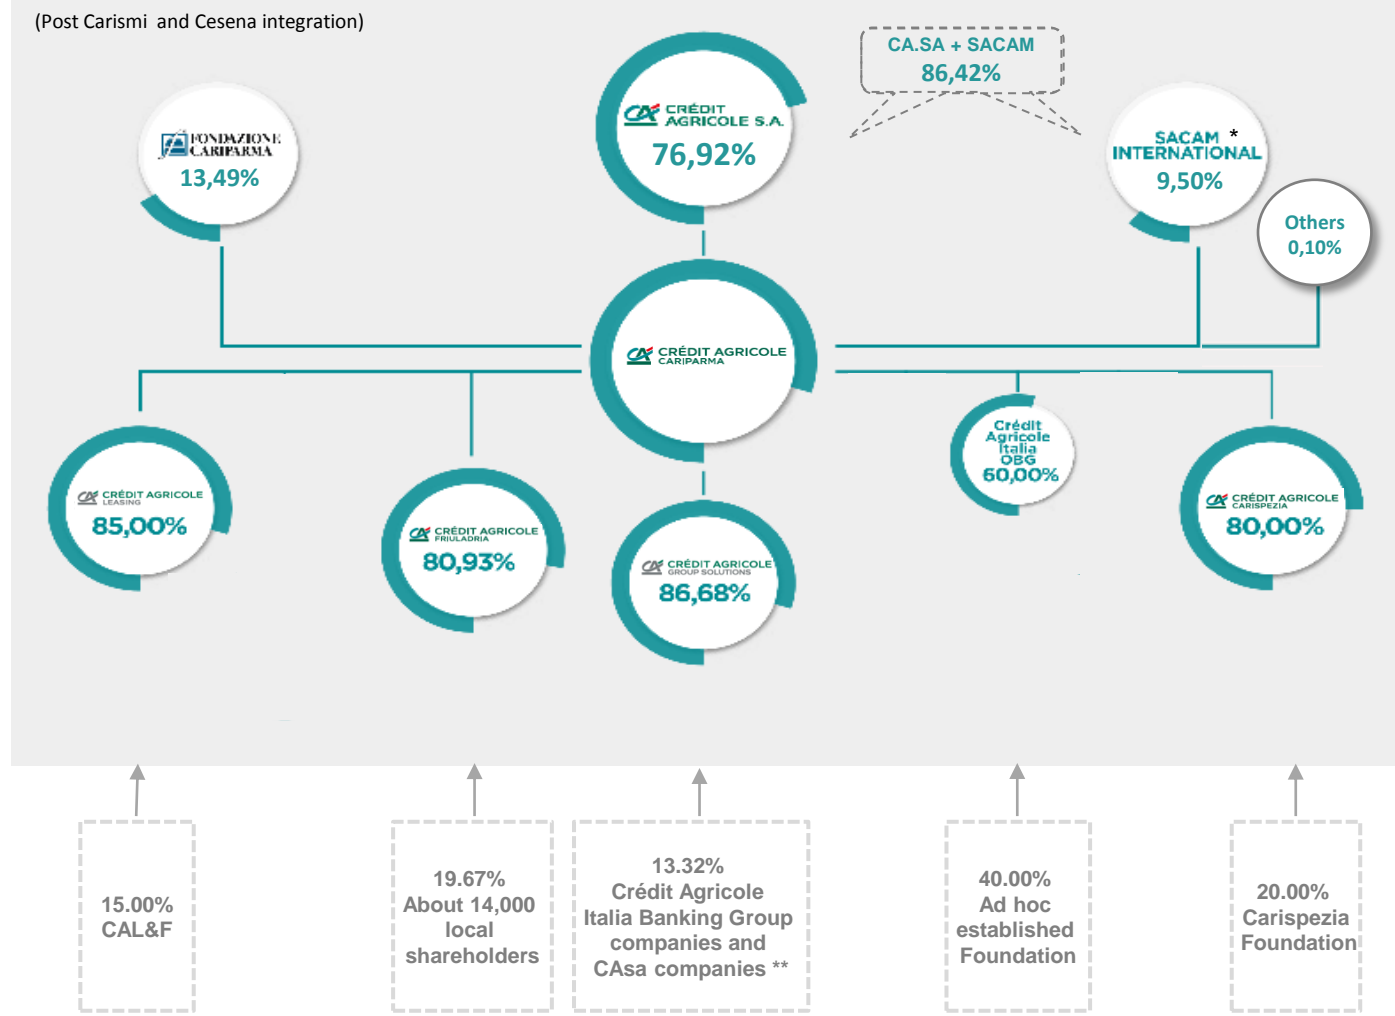 (Post Carismi and Cesena integration)
CA.SA + SACAM
86,42%
FONDAZIONE
CARIPARMA
13,49%
CRÉDIT
AGRICOLE S.A.
76,92%
SACAM *
INTERNATIONAL
9,50%
Others
0,10%
CRÉDIT AGRICOLE
CARIPARMA
CRÉDIT AGRICOLE
LEASING
85,00%
CRÉDIT AGRICOLE
FRIULADRIA
80,93%
CRÉDIT AGRICOLE
GROUP SOLUTIONS
86,68%
Crédit
Agricole
Italia
OBG
60,00%
CRÉDIT AGRICOLE
CARISPEZIA
80,00%
15.00%
CAL&F
19.67%
About 14,000
local
shareholders
13.32%
Crédit Agricole
Italia Banking Group
companies and
CAsa companies **
40.00%
Ad hoc
established
Foundation
20.00%
Carispezia
Foundation